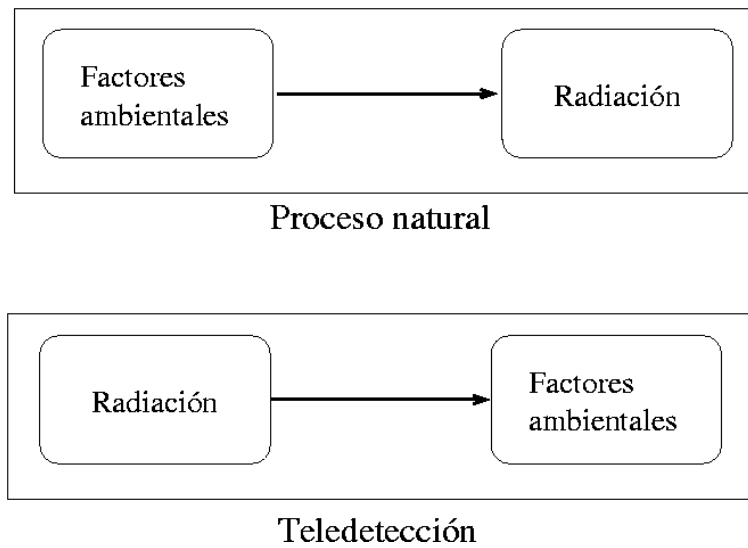 Factores
ambientales
Radiación
Proceso natural
Radiación
Factores
ambientales
Teledetección